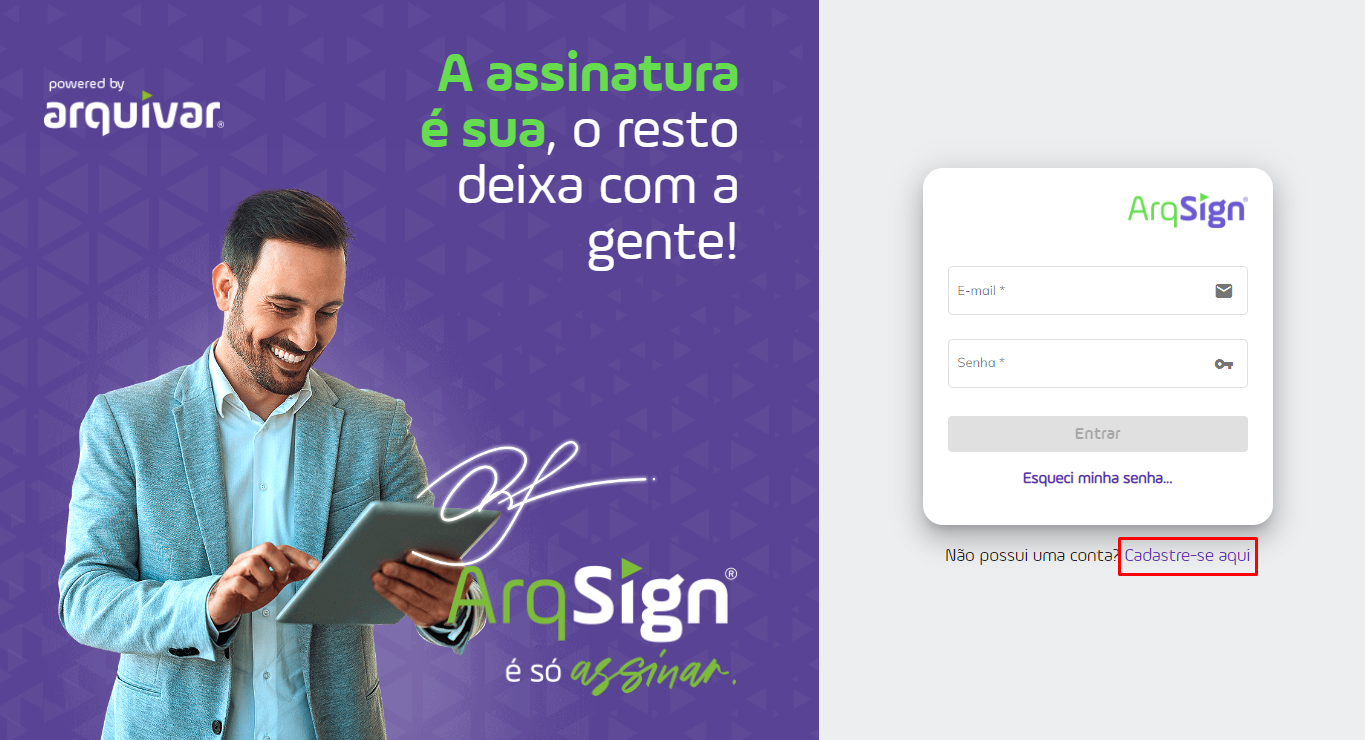 powered by
arquivar®
A assinatura
é sua, o resto
deixa com a
gente!
ArqSign®
é só assinar.
ArqSign®
E-mail *
Senha *
Entrar
Esqueci minha senha...
Não possui uma conta? Cadastre-se aqui